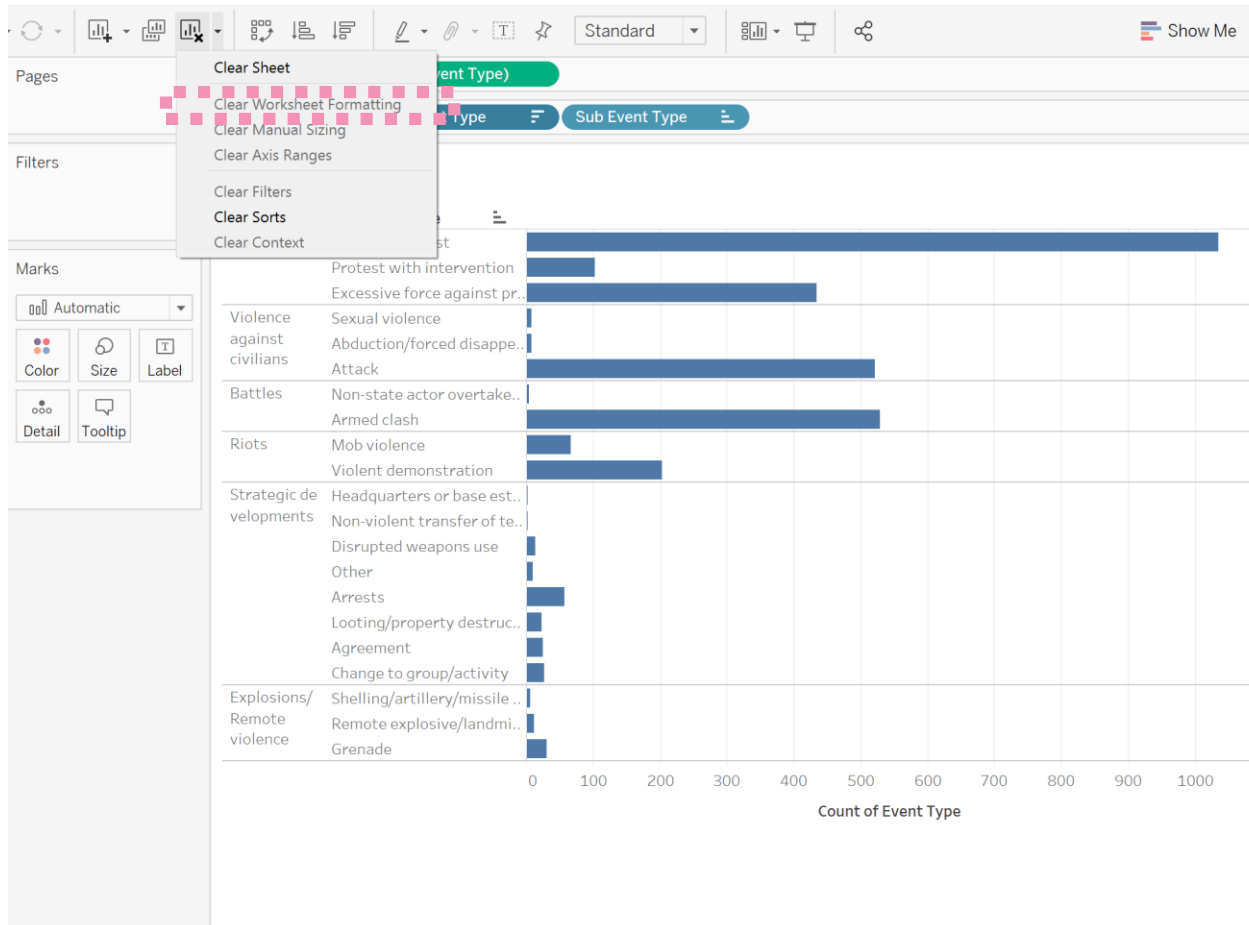 Standard
Show Me
Pages
Clear Sheet
Clear Worksheet Formatting
Clear Manual Sizing
Clear Axis Ranges
Clear Filters
Clear Sorts
Clear Context
vent Type)
Type
Sub Event Type
Filters
Marks
Automatic
Color Size Label
Detail Tooltip
e
st
Protest with intervention
Excessive force against pr..
Violence against civilians
Sexual violence
Abduction/forced disappe..
Attack
Battles
Non-state actor overtake..
Armed clash
Riots
Mob violence
Violent demonstration
Strategic de
velopments
Headquarters or base est..
Non-violent transfer of te..
Disrupted weapons use
Other
Arrests
Looting/property destruc..
Agreement
Change to group/activity
Explosions/
Remote
violence
Shelling/artillery/missile ..
Remote explosive/landmi..
Grenade
0 100 200 300 400 500 600 700 800 900 1000
Count of Event Type